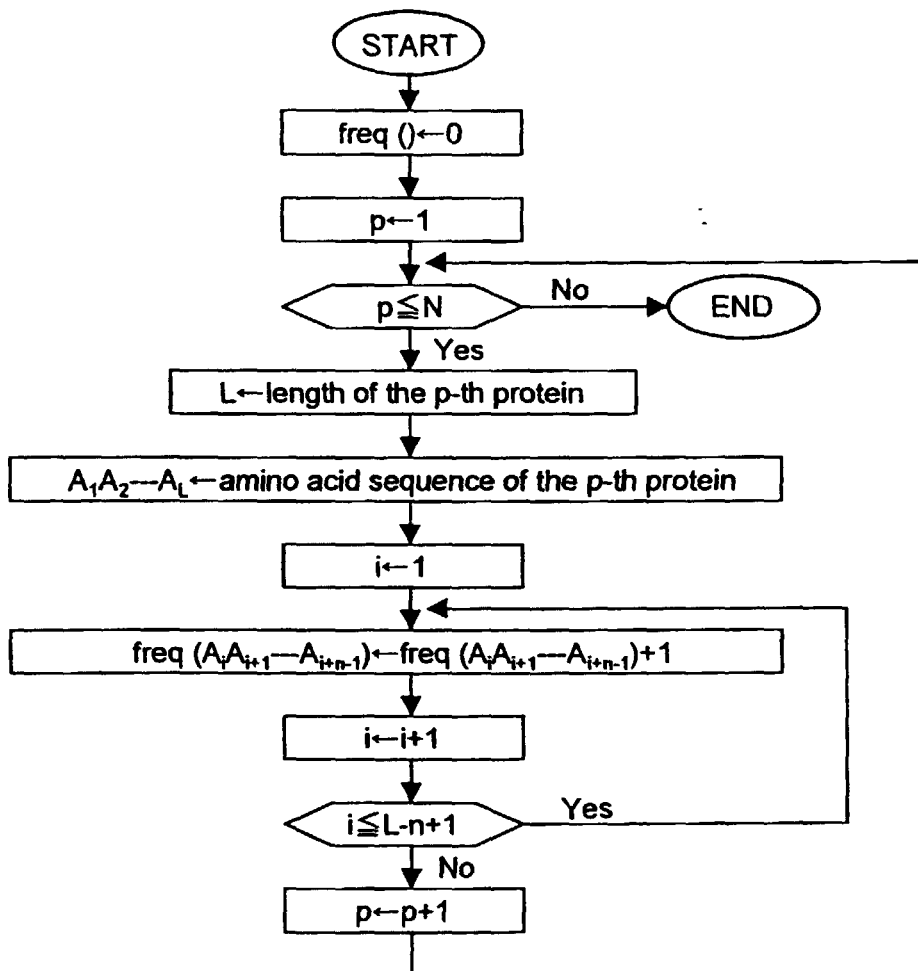 START
freq ()←0
p←1
p≦N
No
END
Yes
L←length of the p-th protein
A₁A₂---A_L←amino acid sequence of the p-th protein
i←1
freq (AᵢAᵢ₊₁---Aᵢ₊ₙ₋₁)←freq (AᵢAᵢ₊₁---Aᵢ₊ₙ₋₁)+1
i←i+1
i≦L-n+1
Yes
No
p←p+1